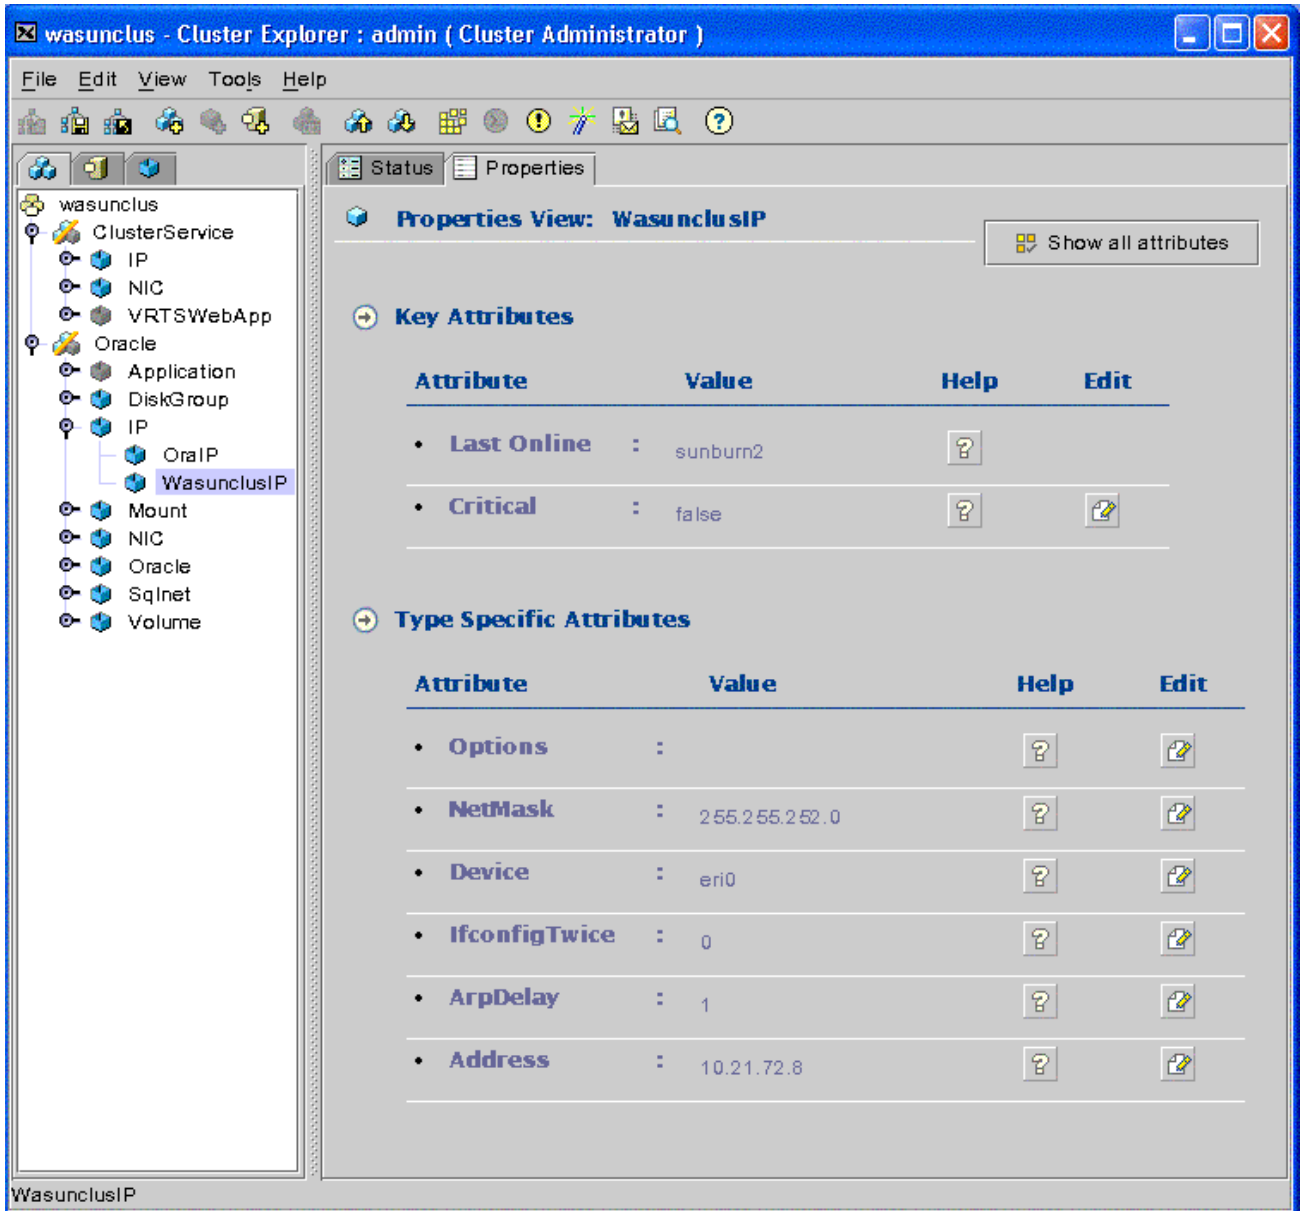 wasunclus - Cluster Explorer : admin ( Cluster Administrator )
File Edit View Tools Help
Status Properties
wasunclus
ClusterService
IP
NIC
VRTSWebApp
Oracle
Application
DiskGroup
IP
OraIP
WasunclusIP
Mount
NIC
Oracle
Sqlnet
Volume
Properties View: WasunclusIP
Show all attributes
Key Attributes
Attribute Value Help Edit
• Last Online : sunburn2
• Critical : false
Type Specific Attributes
Attribute Value Help Edit
• Options :
• NetMask : 255.255.252.0
• Device : eri0
• IfconfigTwice : 0
• ArpDelay : 1
• Address : 10.21.72.8
WasunclusIP